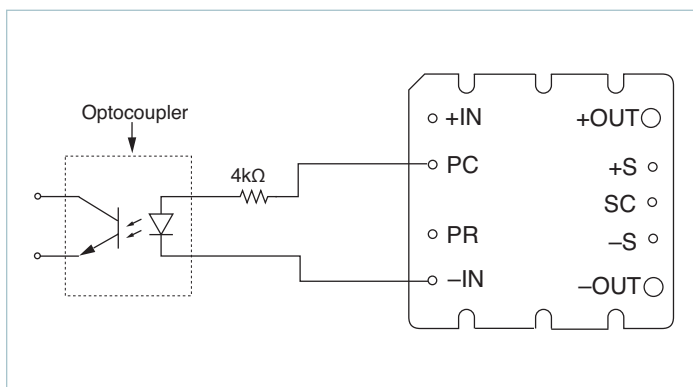 Optocoupler
4kΩ
+IN
PC
PR
–IN
+OUT
+S
SC
–S
–OUT